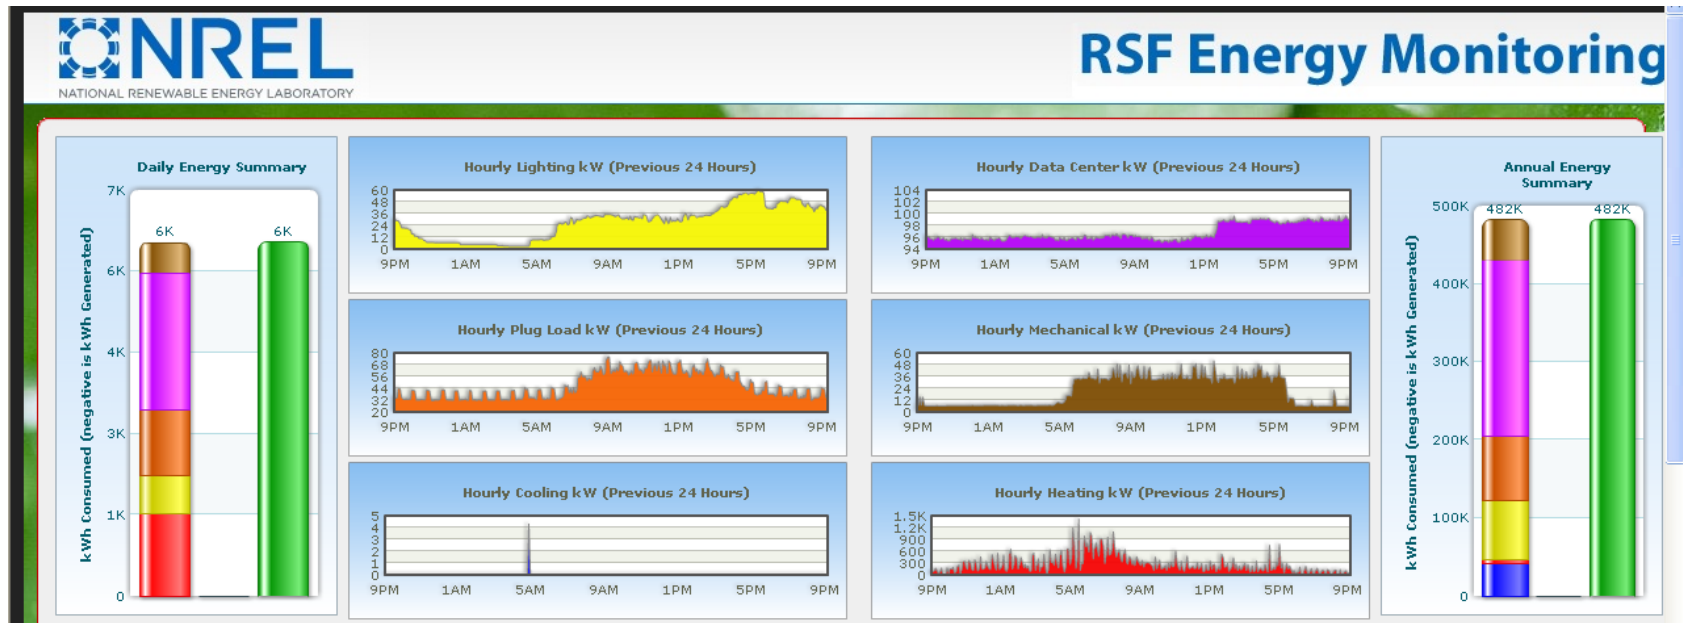 NREL
NATIONAL RENEWABLE ENERGY LABORATORY
RSF Energy Monitoring
Daily Energy Summary
kWh Consumed (negative is kWh Generated)
7K
6K
4K
3K
1K
0
6K
6K
Hourly Lighting kW (Previous 24 Hours)
60
48
36
24
12
0
9PM 1AM 5AM 9AM 1PM 5PM 9PM
Hourly Data Center kW (Previous 24 Hours)
104
102
100
98
96
94
9PM 1AM 5AM 9AM 1PM 5PM 9PM
Hourly Plug Load kW (Previous 24 Hours)
80
68
56
44
32
20
9PM 1AM 5AM 9AM 1PM 5PM 9PM
Hourly Mechanical kW (Previous 24 Hours)
60
48
36
24
12
0
9PM 1AM 5AM 9AM 1PM 5PM 9PM
Hourly Cooling kW (Previous 24 Hours)
5
4
3
2
1
0
9PM 1AM 5AM 9AM 1PM 5PM 9PM
Hourly Heating kW (Previous 24 Hours)
1.5K
1.2K
900
600
300
0
9PM 1AM 5AM 9AM 1PM 5PM 9PM
Annual Energy
Summary
kWh Consumed (negative is kWh Generated)
500K
400K
300K
200K
100K
0
482K
482K